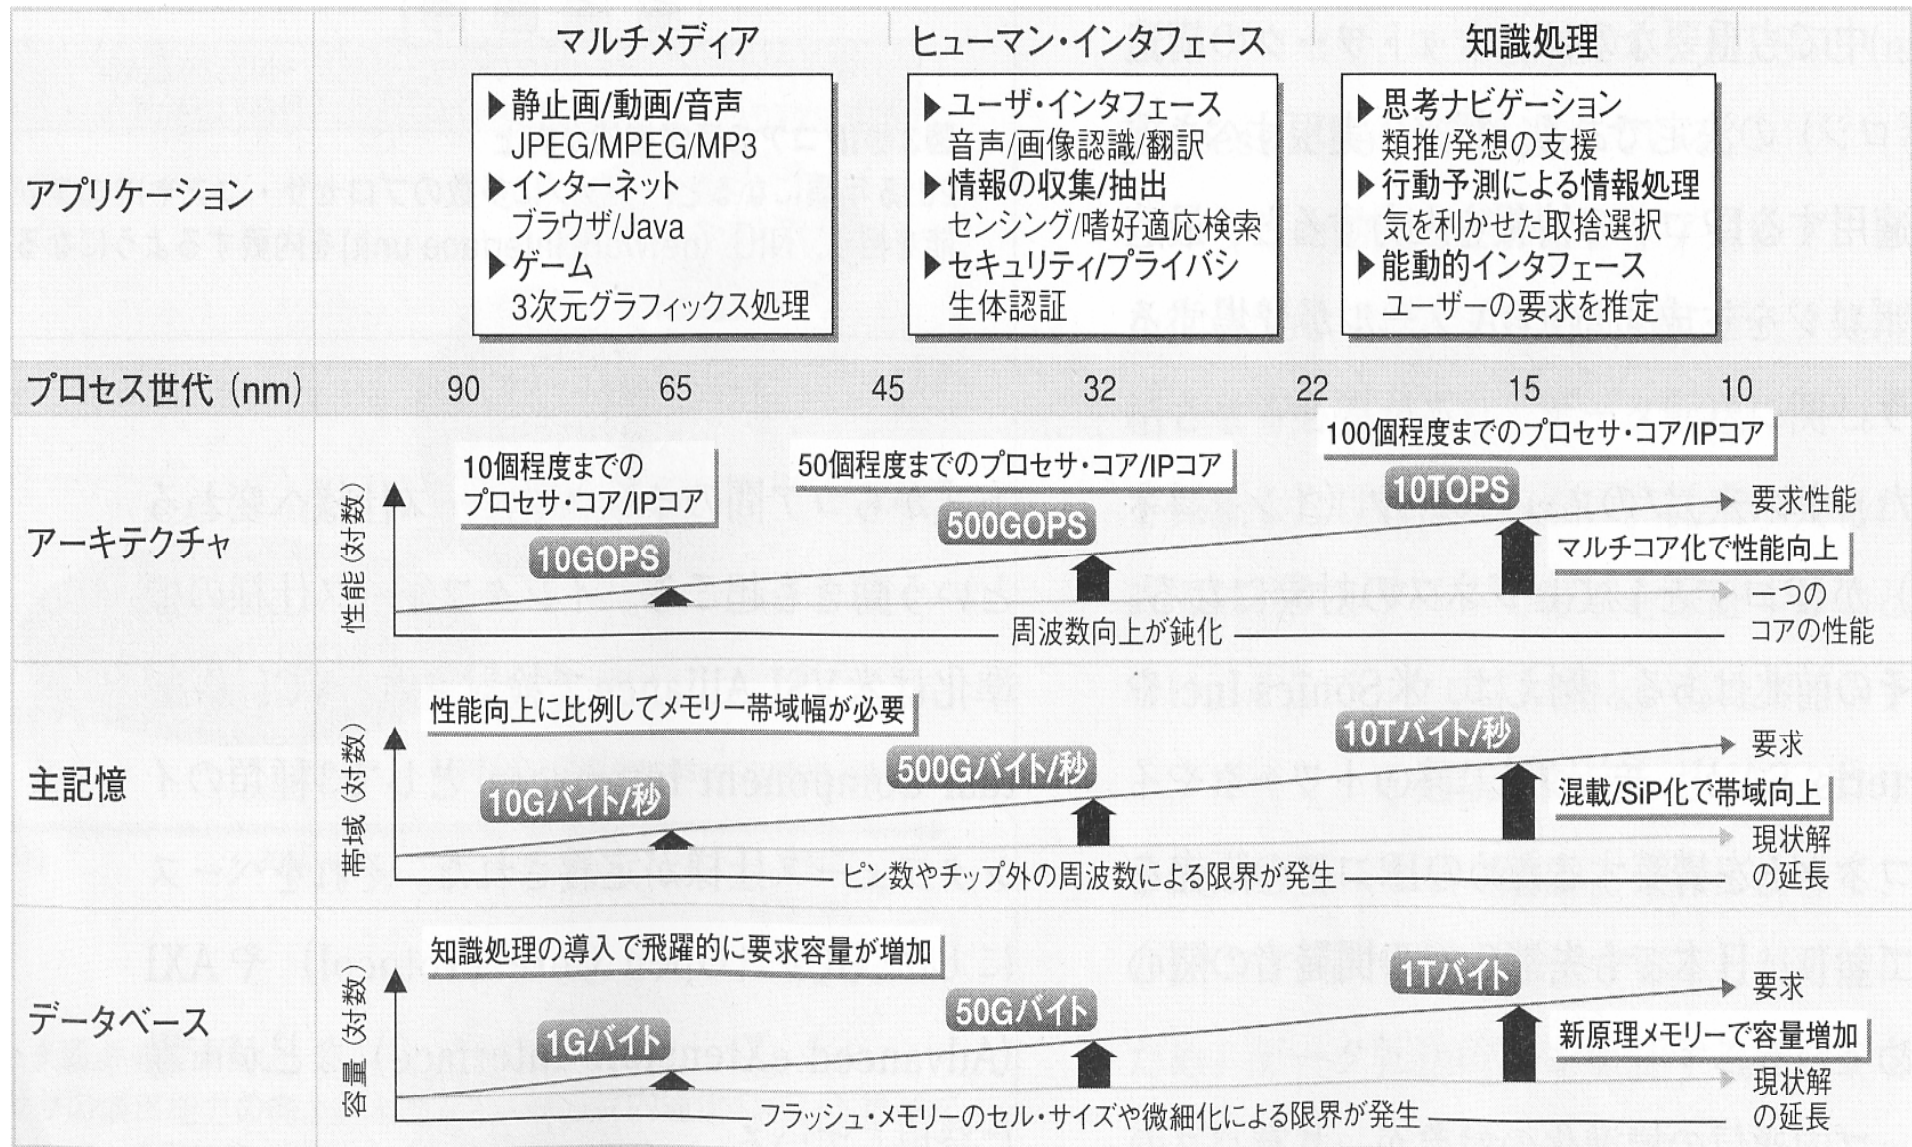 マルチメディア
ヒューマン・インタフェース
知識処理
アプリケーション
▶静止画/動画/音声
JPEG/MPEG/MP3
▶インターネット
ブラウザ/Java
▶ゲーム
3次元グラフィックス処理
▶ユーザ・インタフェース
音声/画像認識/翻訳
▶情報の収集/抽出
センシング/嗜好適応検索
▶セキュリティ/プライバシ
生体認証
▶思考ナビゲーション
類推/発想の支援
▶行動予測による情報処理
気を利かせた取捨選択
▶能動的インタフェース
ユーザーの要求を推定
プロセス世代（nm） 90 65 45 32 22 15 10
アーキテクチャ
性能（対数）
10個程度までの
プロセサ・コア/IPコア
50個程度までのプロセサ・コア/IPコア
100個程度までのプロセサ・コア/IPコア
10GOPS
500GOPS
10TOPS
要求性能
マルチコア化で性能向上
一つの
コアの性能
周波数向上が鈍化
主記憶
帯域（対数）
性能向上に比例してメモリー帯域幅が必要
10Gバイト/秒
500Gバイト/秒
10Tバイト/秒
要求
混載/SiP化で帯域向上
現状解
の延長
ピン数やチップ外の周波数による限界が発生
データベース
容量（対数）
知識処理の導入で飛躍的に要求容量が増加
1Gバイト
50Gバイト
1Tバイト
要求
新原理メモリーで容量増加
現状解
の延長
フラッシュ・メモリーのセル・サイズや微細化による限界が発生